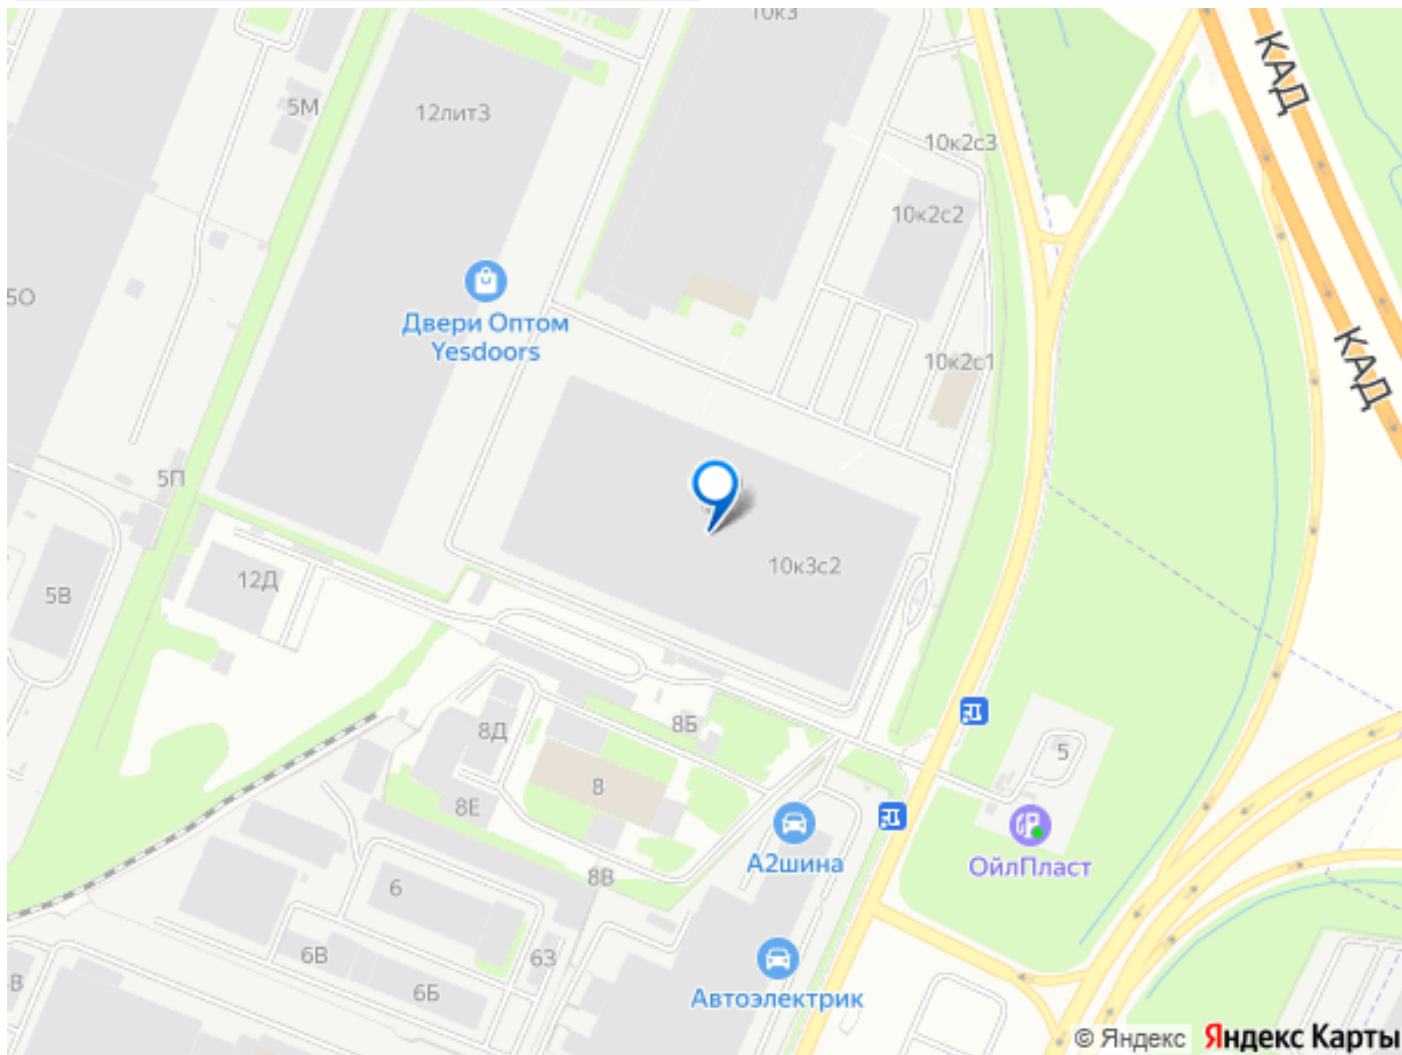 10к3
КАД
5М
12лит3
10к2с3
10к2с2
5О
Двери Оптом
Yesdoors
10к2с1
КАД
5П
10к3с2
12Д
5В
8Б
8Д
5
8
8Е
А2шина
ОйлПласт
8В
6
6В
63
В
6Б
Автоэлектрик
© Яндекс
Яндекс Карты